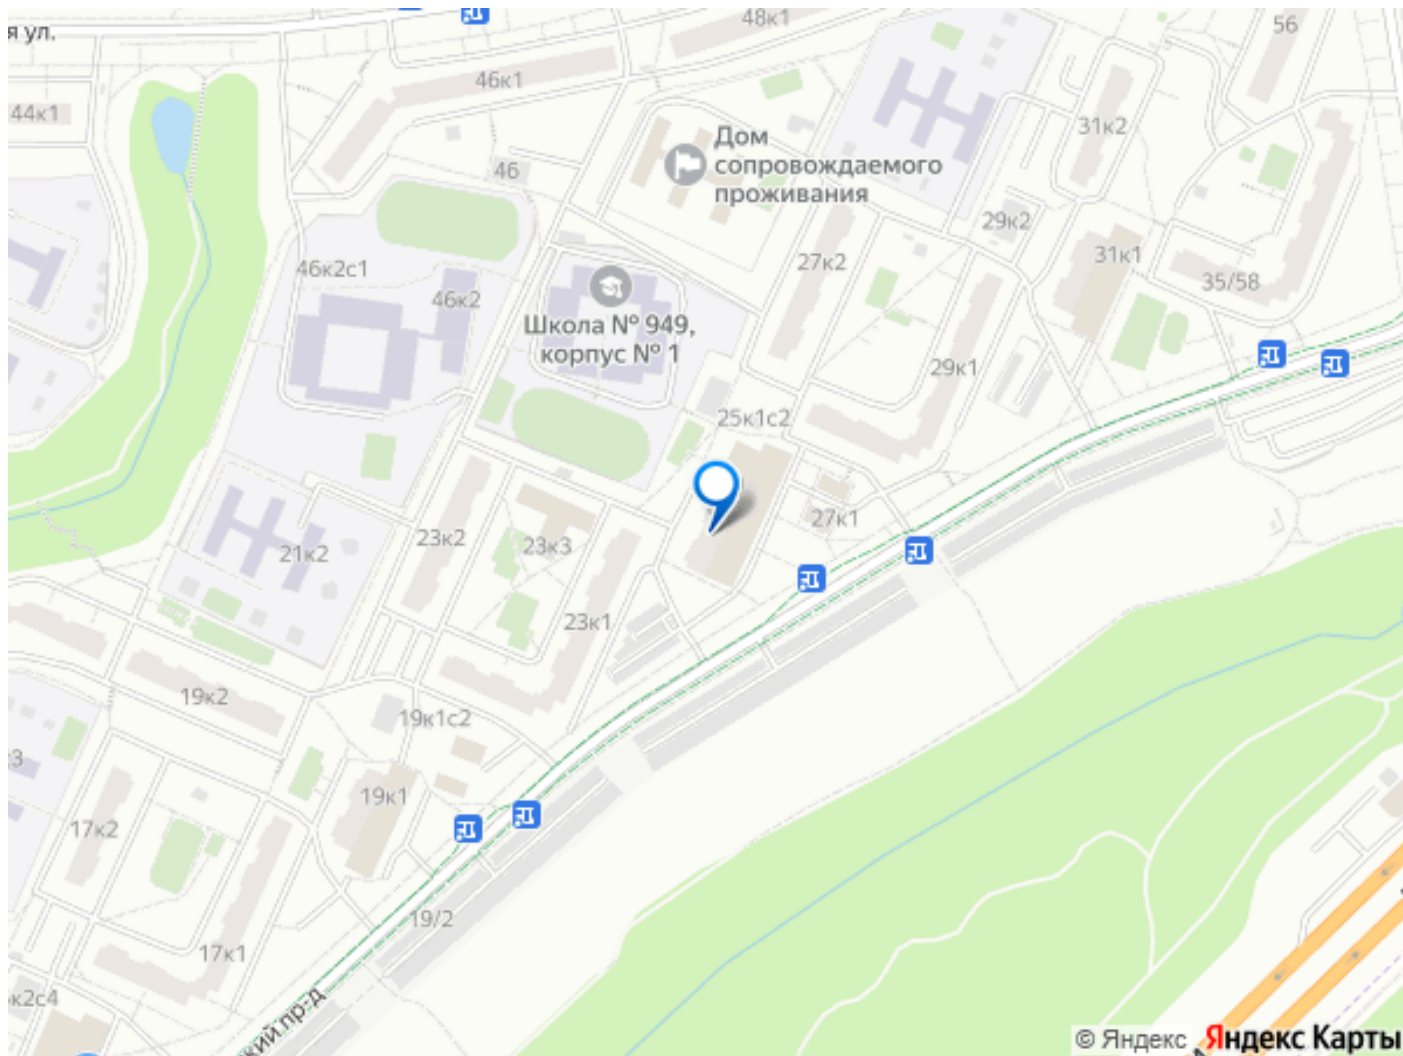 я ул.
48к1
56
46к1
44к1
31к2
Дом
сопровождаемого
проживания
46
29к2
27к2
31к1
46к2с1
35/58
46к2
Школа № 949,
корпус № 1
29к1
25к1с2
27к1
23к2
23к3
21к2
23к1
19к2
19к1с2
19к1
17к2
19/2
17к1
к2с4
кий пр-д
© Яндекс Яндекс Карты